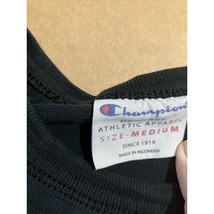 Champion
ATHLETIC APPAREL
SIZE-MEDIUM
SINCE 1919
MADE IN INDONESIA